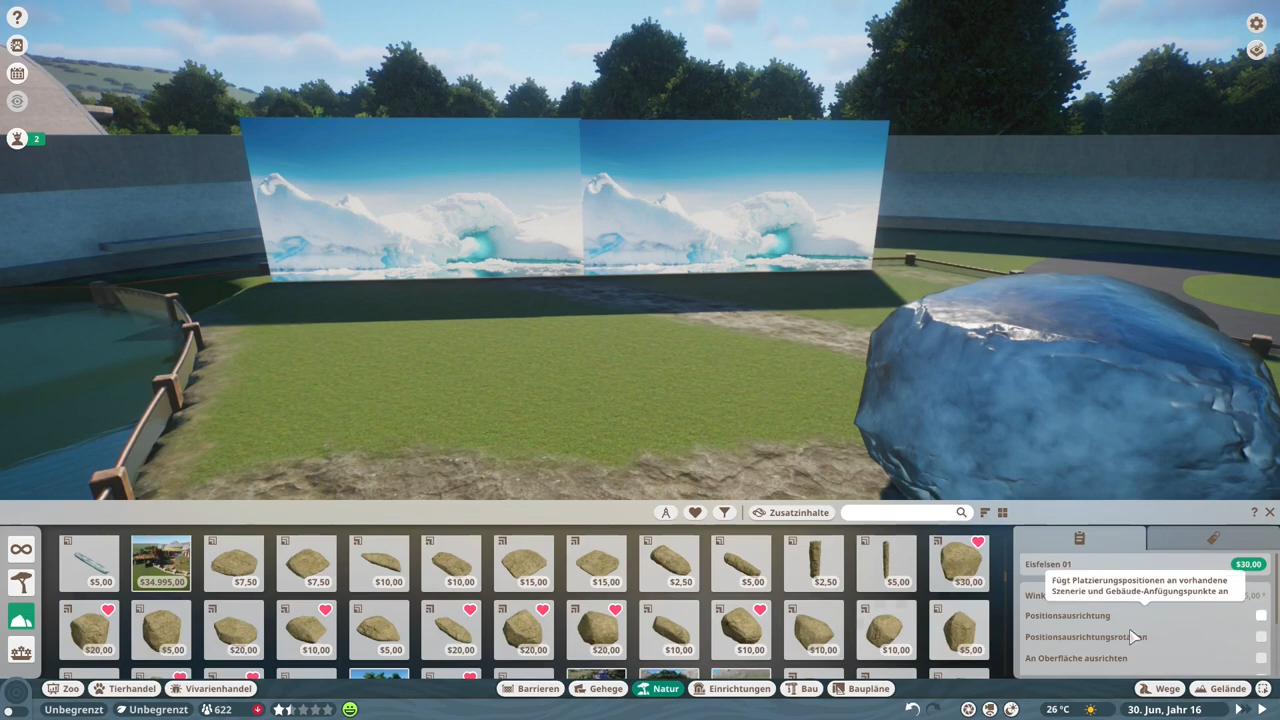 ?
2
Zusatzinhalte
? ×
$5,00
$34.995,00
$7,50
$7,50
$10,00
$10,00
$15,00
$15,00
$2,50
$5,00
$2,50
$5,00
$30,00
$20,00
$5,00
$20,00
$10,00
$5,00
$20,00
$20,00
$20,00
$10,00
$20,00
$10,00
$10,00
$5,00
Eisfelsen 01
$30,00
Fügt Platzierungspositionen an vorhandene
Szenerie und Gebäude-Anfügungspunkte an
Positionsausrichtung
An Oberfläche ausrichten
Zoo
Tierhandel
Vivarienhandel
Barrieren
Gehege
Natur
Einrichtungen
Bau
Baupläne
Wege
Gelände
Unbegrenzt
Unbegrenzt
622
26 °C
30. Jun, Jahr 16